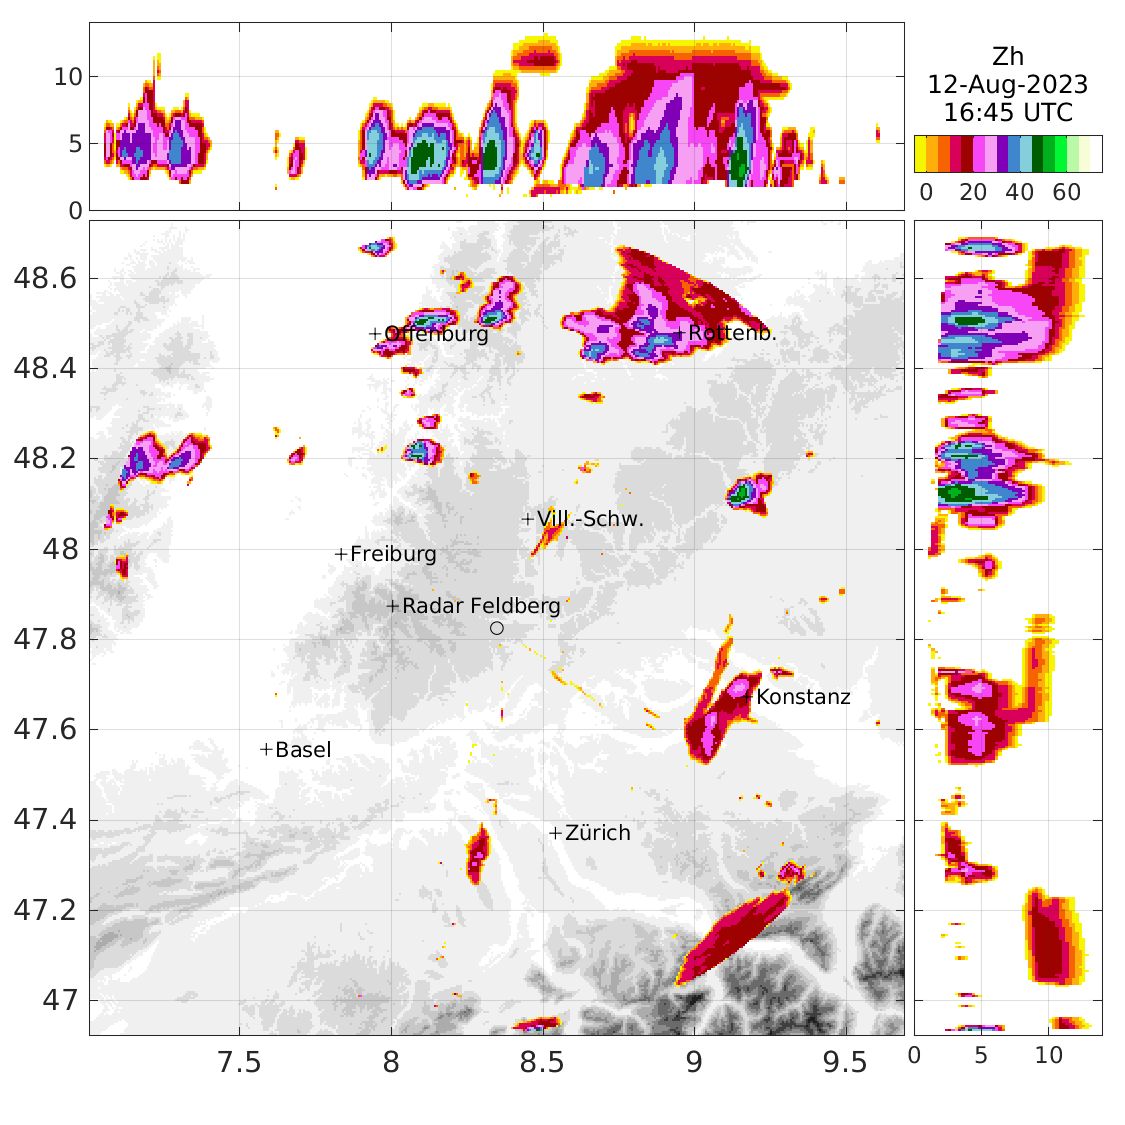 10
5
0
Zh
12-Aug-2023
16:45 UTC
0 20 40 60
48.6
48.4
48.2
48
47.8
47.6
47.4
47.2
47
+Offenburg
+Rottenb.
+Vill.-Schw.
+Freiburg
+Radar Feldberg
+Konstanz
+Basel
+Zürich
7.5 8 8.5 9 9.5
0 5 10